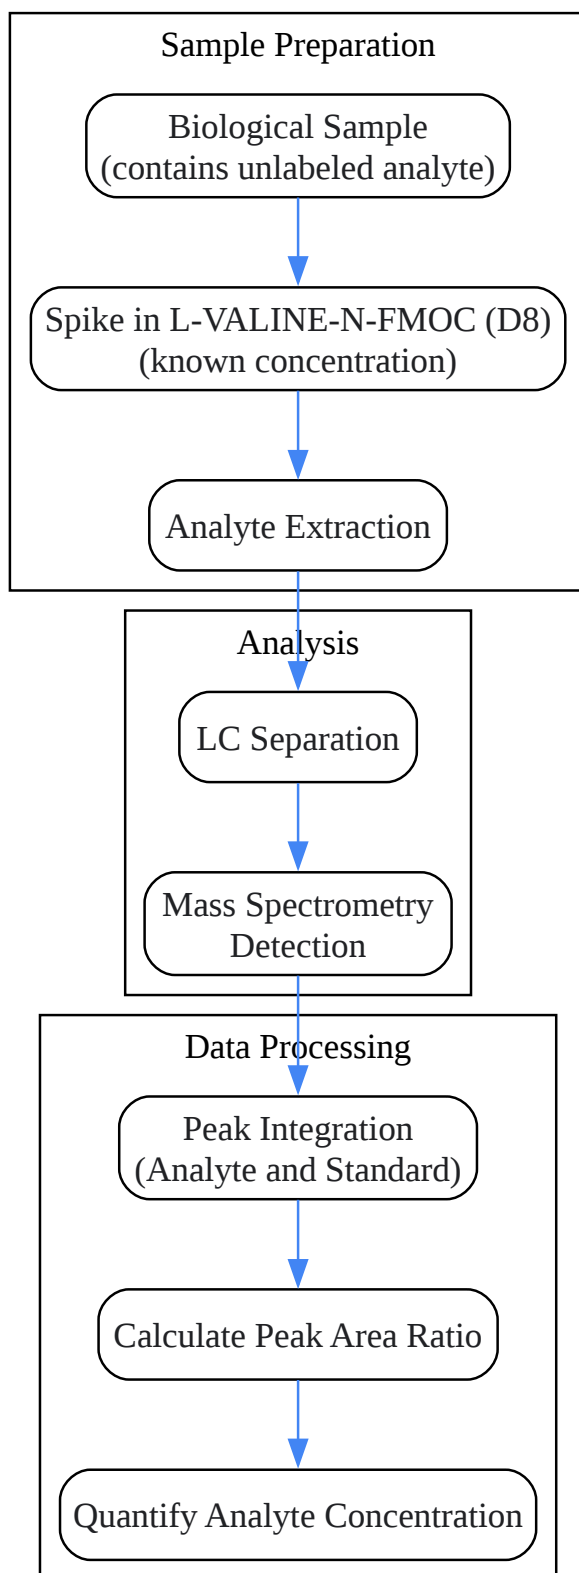 Sample Preparation
Biological Sample
(contains unlabeled analyte)
Spike in L-VALINE-N-FMOC (D8)
(known concentration)
Analyte Extraction
Analysis
LC Separation
Mass Spectrometry
Detection
Data Processing
Peak Integration
(Analyte and Standard)
Calculate Peak Area Ratio
Quantify Analyte Concentration